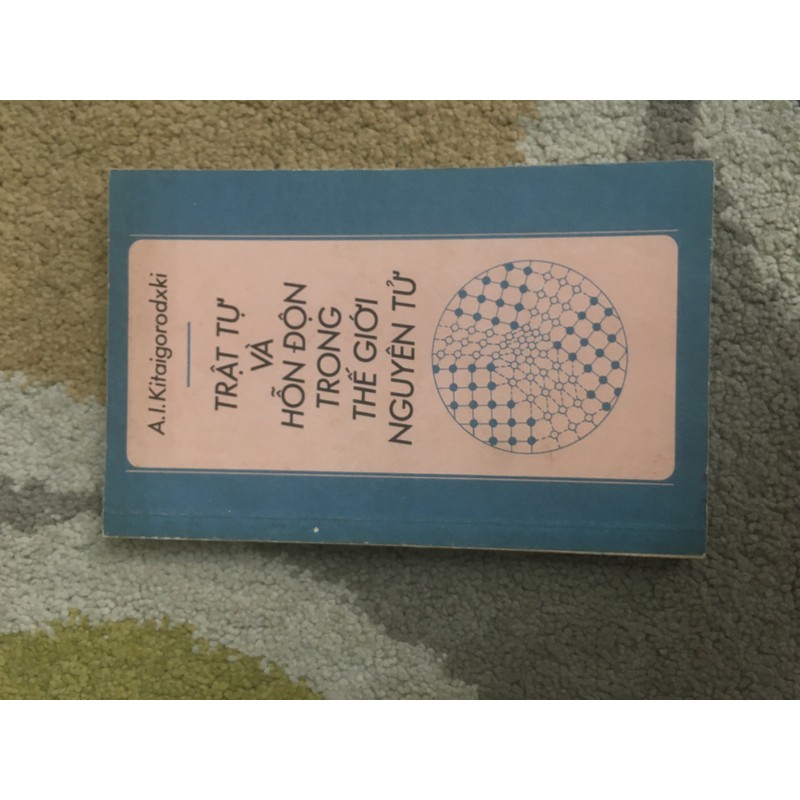 A.I.Kitaigorodxki
TRẬT TỰ
VÀ
HỖN ĐỘN
TRONG
THẾ GIỚI
NGUYÊN TỬ